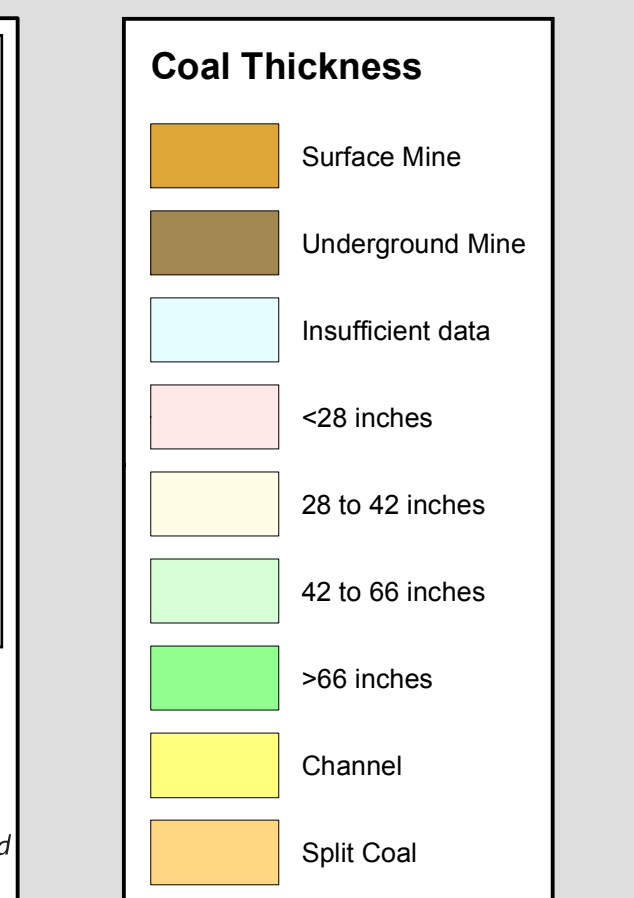 Coal Thickness
Surface Mine
Underground Mine
Insufficient data
<28 inches
28 to 42 inches
42 to 66 inches
>66 inches
Channel
Split Coal
d